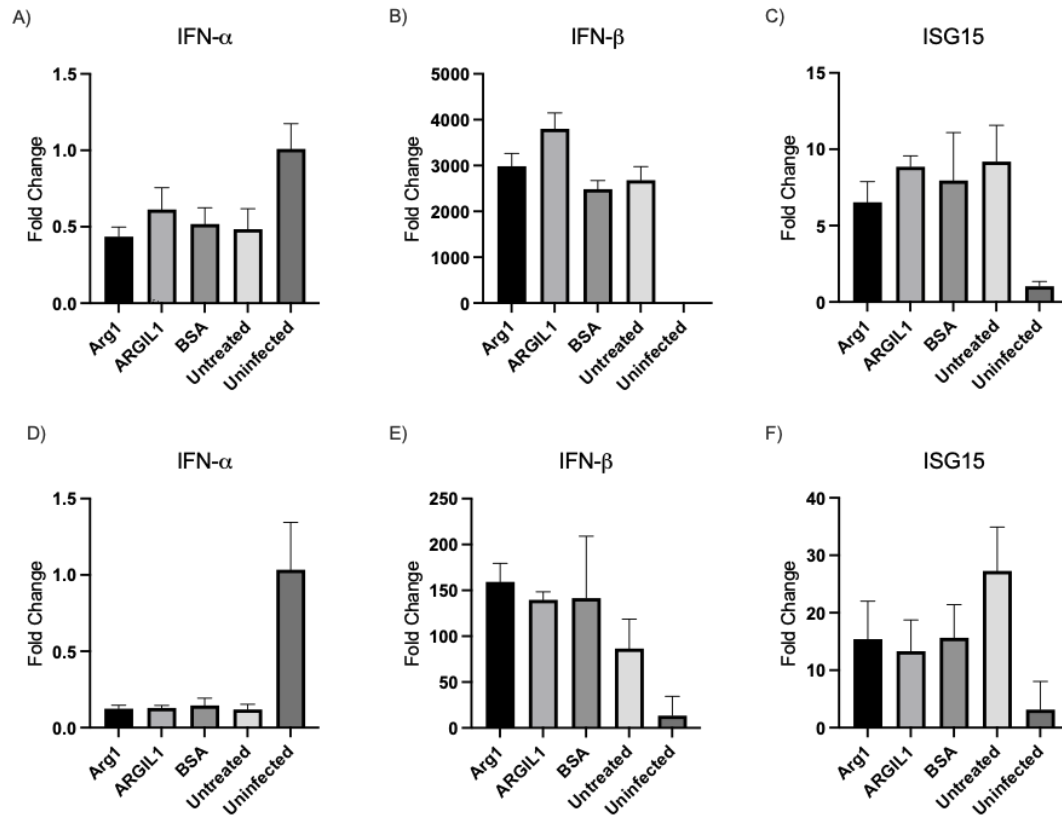 A)
IFN-α
Fold Change
1.5
1.0
0.5
0.0
Arg1
ARGIL1
BSA
Untreated
Uninfected
B)
IFN-β
Fold Change
5000
4000
3000
2000
1000
0
Arg1
ARGIL1
BSA
Untreated
Uninfected
C)
ISG15
Fold Change
15
10
5
0
Arg1
ARGIL1
BSA
Untreated
Uninfected
D)
IFN-α
Fold Change
1.5
1.0
0.5
0.0
Arg1
ARGIL1
BSA
Untreated
Uninfected
E)
IFN-β
Fold Change
250
200
150
100
50
0
Arg1
ARGIL1
BSA
Untreated
Uninfected
F)
ISG15
Fold Change
40
30
20
10
0
Arg1
ARGIL1
BSA
Untreated
Uninfected